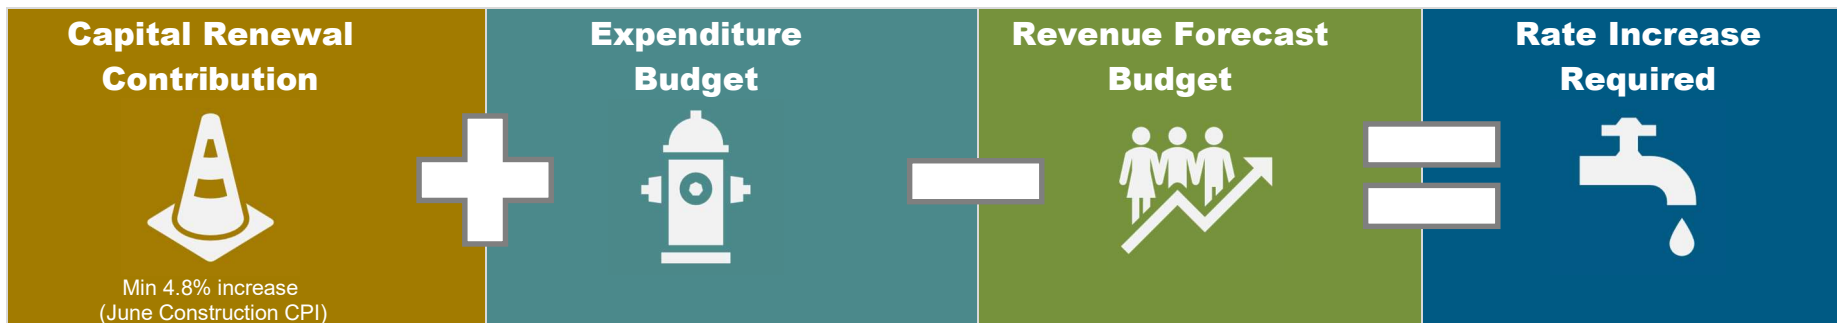 Capital Renewal
Contribution
Min 4.8% increase
(June Construction CPI)
Expenditure
Budget
Revenue Forecast
Budget
Rate Increase
Required